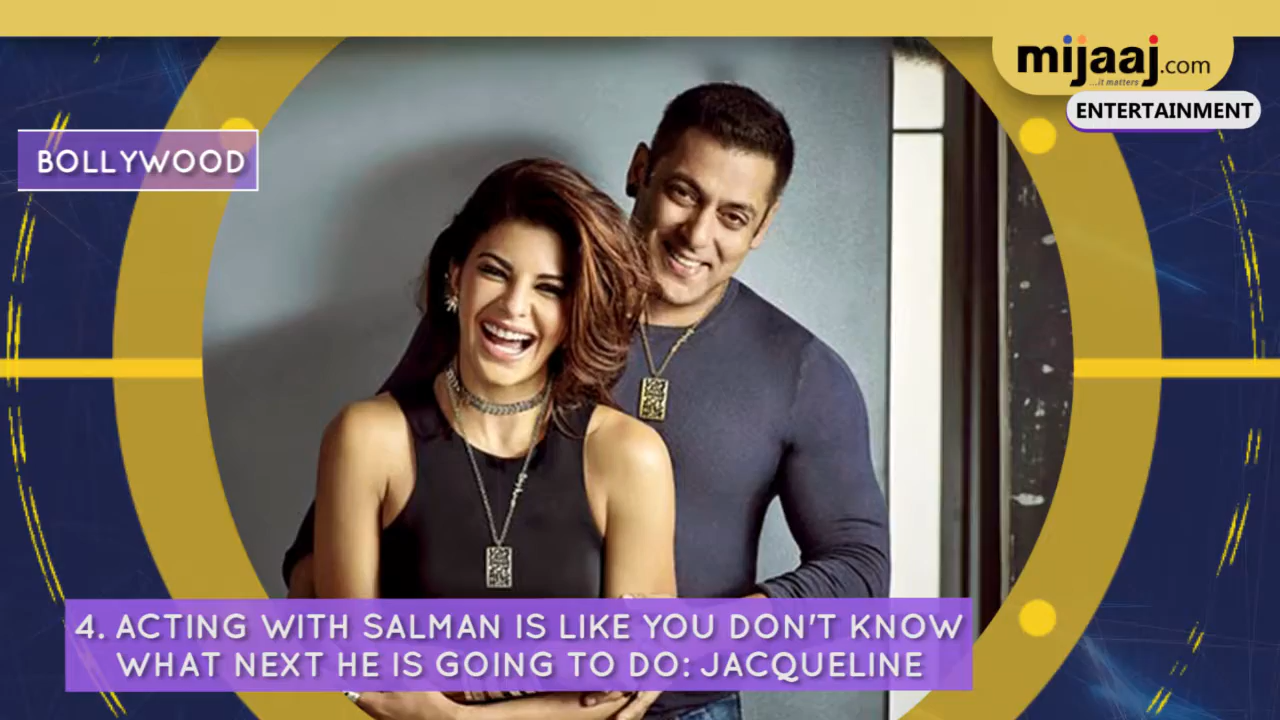 mijaaj.com
...it matters
ENTERTAINMENT
BOLLYWOOD
4. ACTING WITH SALMAN IS LIKE YOU DON'T KNOW
WHAT NEXT HE IS GOING TO DO: JACQUELINE